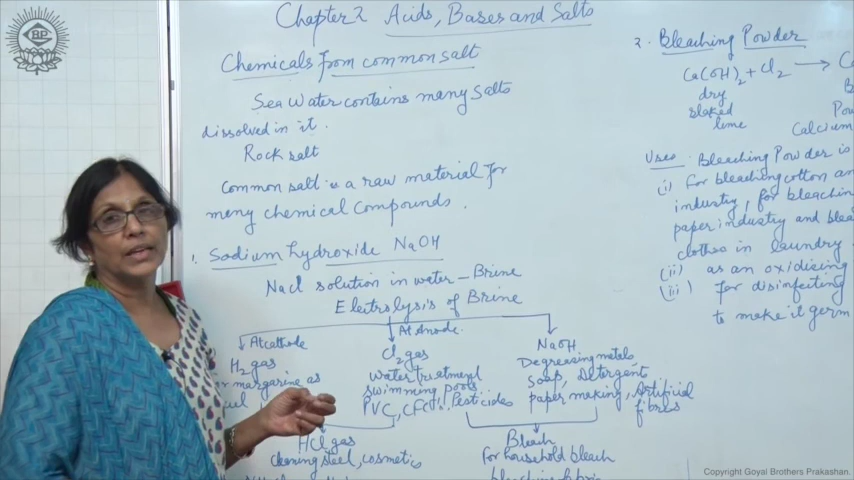 Chapter 2 Acids, Bases and Salts
Chemicals from common salt
Sea Water contains many Salts
dissolved in it.
Rock salt
Common salt is a raw material for
many chemical compounds.
1. Sodium hydroxide NaOH
NaCl solution in water - Brine
Electrolysis of Brine
At cathode
H2 gas
margarine as
At Anode.
Cl2 gas
Water treatment
swimming pools
PVC, CFC, Pesticides
NaOH
Degreasing metals
soap, Detergent
paper making, Artificial
fibres
HCl gas
cleaning steel, cosmetics
Bleach
for household bleach
2. Bleaching Powder
Ca(OH)2 + Cl2 →
dry
slaked
lime
Calcium
Uses Bleaching Powder is
(i) For bleaching cotton
industry, for bleachin
paper industry and blea
clothes in laundry
(ii) as an oxidising
(iii) for disinfecting
to make it germ
BP
Copyright Goyal Brothers Prakashan.